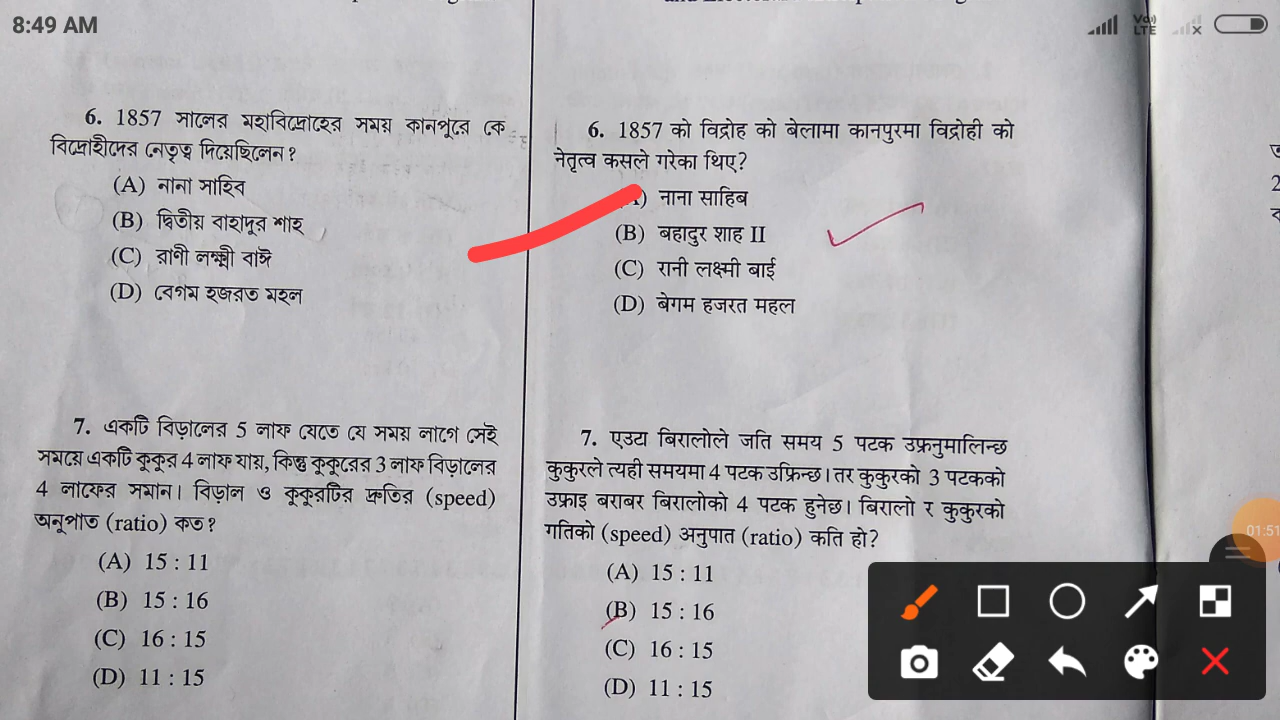 8:49 AM
Vo))
LTE
6. 1857 সালের মহাবিদ্রোহের সময় কানপুরে কে
বিদ্রোহীদের নেতৃত্ব দিয়েছিলেন?
(A) নানা সাহিব
(B) দ্বিতীয় বাহাদুর শাহ
(C) রাণী লক্ষ্মী বাঈ
(D) বেগম হজরত মহল
7. একটি বিড়ালের 5 লাফ যেতে যে সময় লাগে সেই
সময়ে একটি কুকুর 4 লাফ যায়, কিন্তু কুকুরের 3 লাফ বিড়ালের
4 লাফের সমান। বিড়াল ও কুকুরটির দ্রুতির (speed)
অনুপাত (ratio) কত?
(A) 15 : 11
(B) 15 : 16
(C) 16 : 15
(D) 11 : 15
6. 1857 को विद्रोह को बेलामा कानपुरमा विद्रोही को
नेतृत्व कसले गरेका थिए?
) नाना साहिब
(B) बहादुर शाह II
(C) रानी लक्ष्मी बाई
(D) बेगम हजरत महल
7. एउटा बिरालोले जति समय 5 पटक उफ्रनुमालिन्छ
कुकुरले त्यही समयमा 4 पटक उफ्रिन्छ। तर कुकुरको 3 पटकको
उफ्राइ बराबर बिरालोको 4 पटक हुनेछ। बिरालो र कुकुरको
गतिको (speed) अनुपात (ratio) कति हो?
(A) 15 : 11
(B) 15 : 16
(C) 16 : 15
(D) 11 : 15
01:51